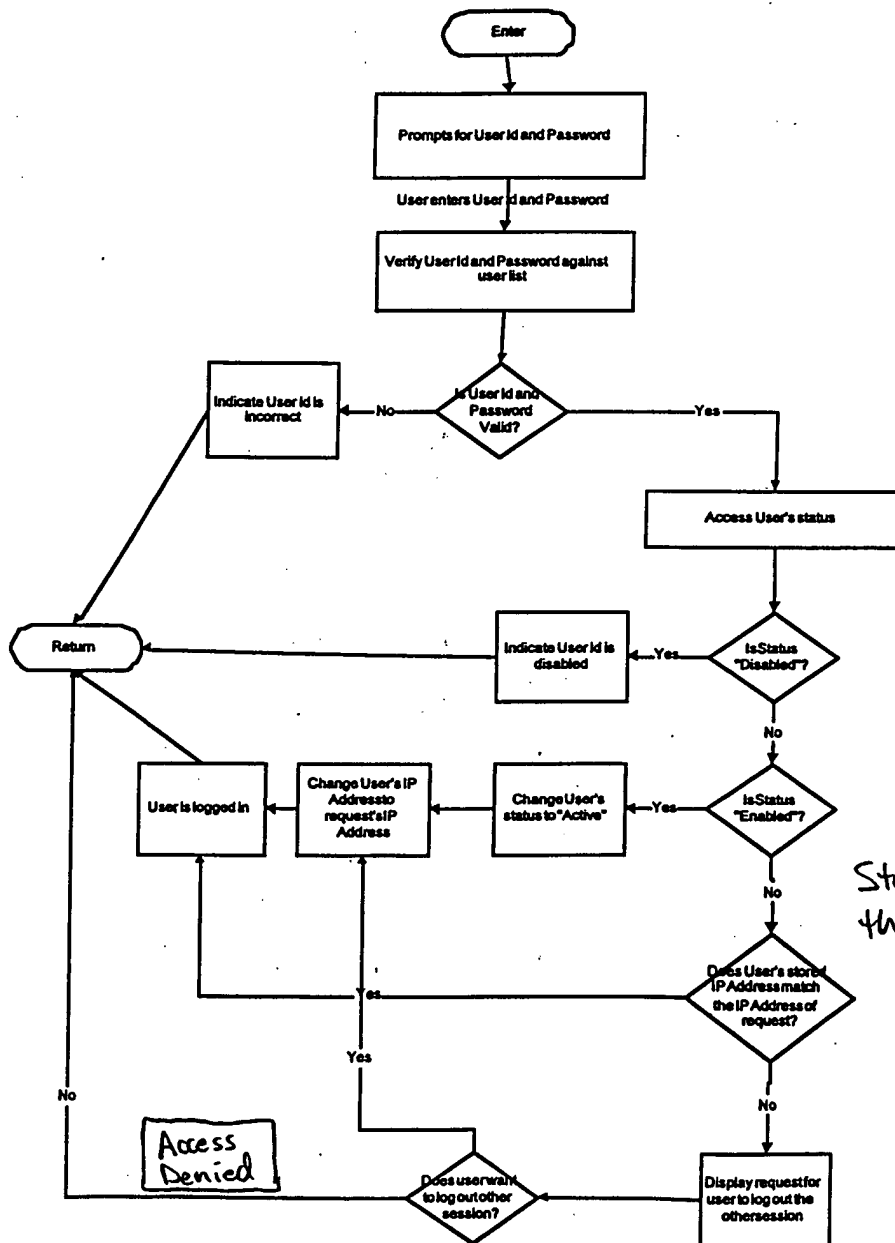 Enter
Prompts for User Id and Password
User enters User Id and Password
Verify User Id and Password against
user list
Is User Id and
Password
Valid?
No
Yes
Indicate User Id is
Incorrect
Access User's status
Return
Indicate User Id is
disabled
Yes
Is Status
"Disabled"?
No
User is logged in
Change User's IP
Address to
request's IP
Address
Change User's
status to "Active"
Yes
Is Status
"Enabled"?
No
Does User's stored
IP Address match
the IP Address of
request?
Yes
Yes
No
No
Access
Denied
Does user want
to log out other
session?
Display request for
user to log out the
other session